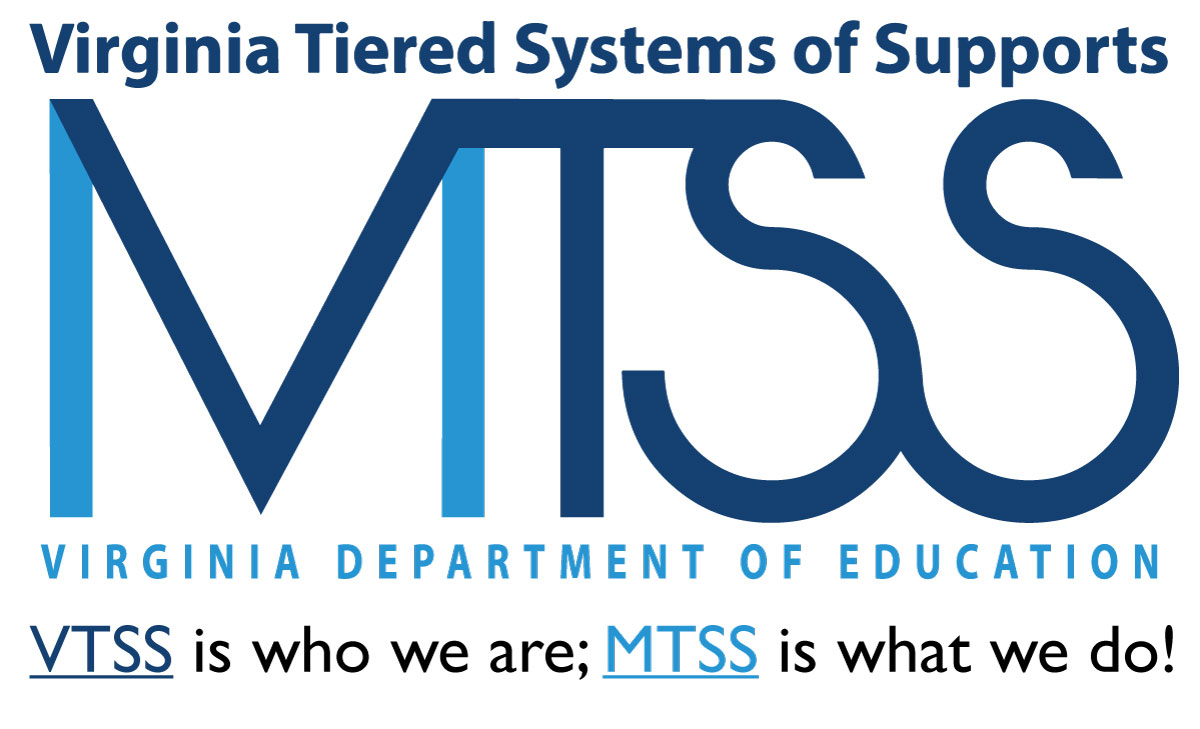 Virginia Tiered Systems of Supports
MTSS
VIRGINIA DEPARTMENT OF EDUCATION
VTSS is who we are; MTSS is what we do!